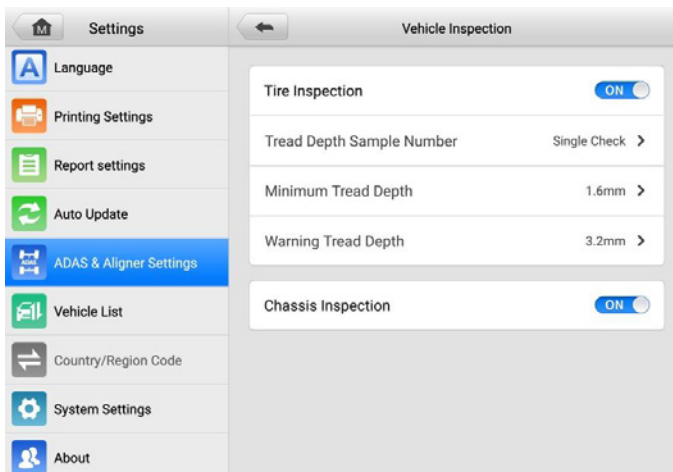 M
Settings
Vehicle Inspection
A
Language
Printing Settings
Report settings
Auto Update
ADAS
ADAS & Aligner Settings
Vehicle List
Country/Region Code
System Settings
About
Tire Inspection ON
Tread Depth Sample Number Single Check
Minimum Tread Depth 1.6mm
Warning Tread Depth 3.2mm
Chassis Inspection ON